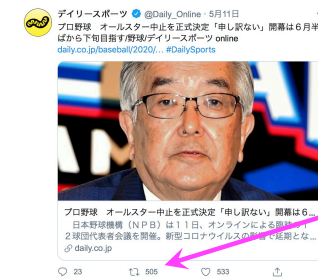 デイリースポーツ @Daily_Online・5月11日
プロ野球 オールスター中止を正式決定「申し訳ない」開幕は６月半
ばから下旬目指す/野球/デイリースポーツ online
daily.co.jp/baseball/2020/... #DailySports
プロ野球 オールスター中止を正式決定「申し訳ない」開幕は６...
日本野球機構（ＮＰＢ）は１１日、オンラインによる臨時の１
２球団代表者会議を開催。新型コロナウイルスの影響で延期とな...
daily.co.jp
23 505 533